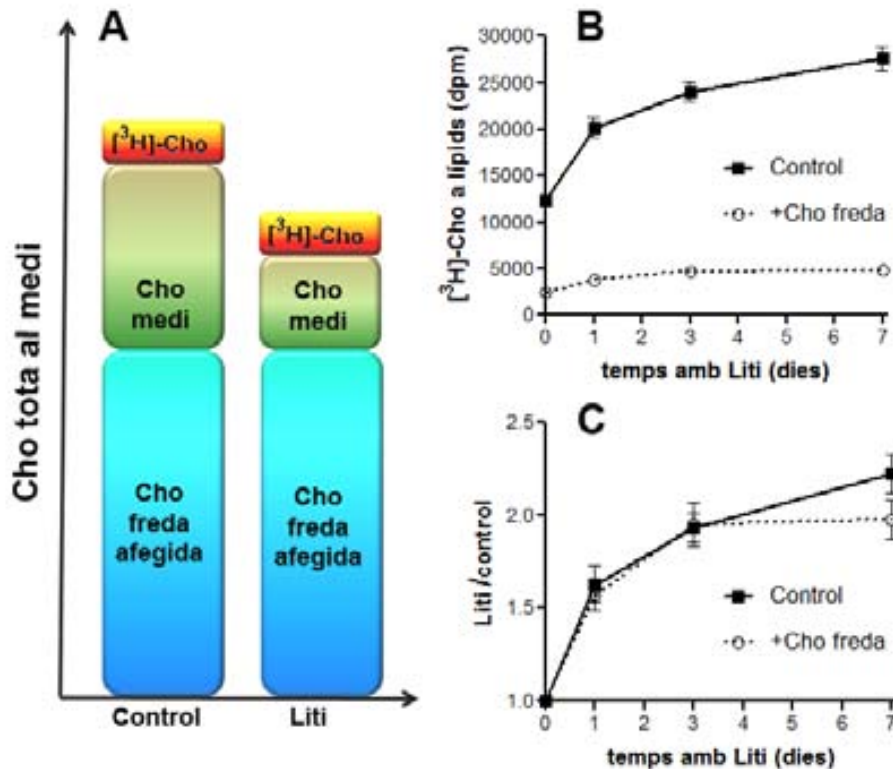 A
Cho tota al medi
[³H]-Cho
Cho
medi
Cho
freda
afegida
Control
[³H]-Cho
Cho
medi
Cho
freda
afegida
Liti
B
[³H]-Cho a lípids (dpm)
30000
25000
20000
15000
10000
5000
0
Control
+Cho freda
0 1 2 3 4 5 6 7
temps amb Liti (dies)
C
Liti/control
2.5
2.0
1.5
1.0
Control
+Cho freda
0 1 2 3 4 5 6 7
temps amb Liti (dies)